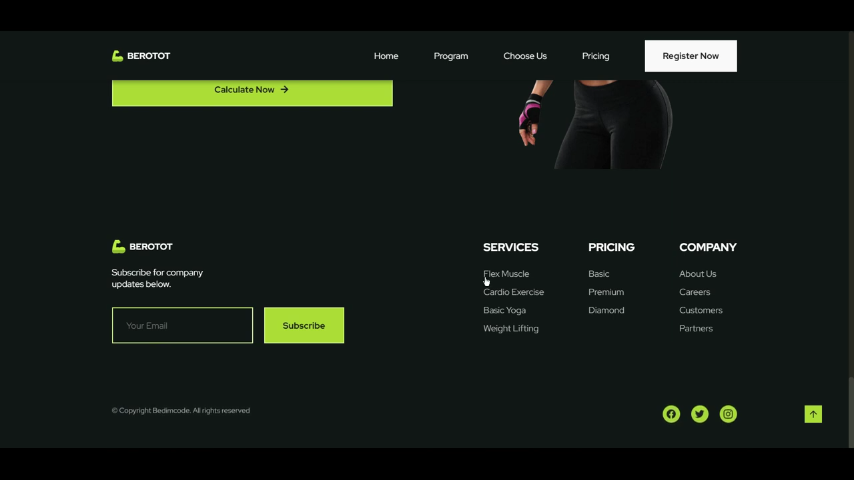 BEROTOT
Home
Program
Choose Us
Pricing
Register Now
Calculate Now
BEROTOT
Subscribe for company
updates below.
Your Email
Subscribe
SERVICES
Flex Muscle
Cardio Exercise
Basic Yoga
Weight Lifting
PRICING
Basic
Premium
Diamond
COMPANY
About Us
Careers
Customers
Partners
© Copyright Bedimcode. All rights reserved